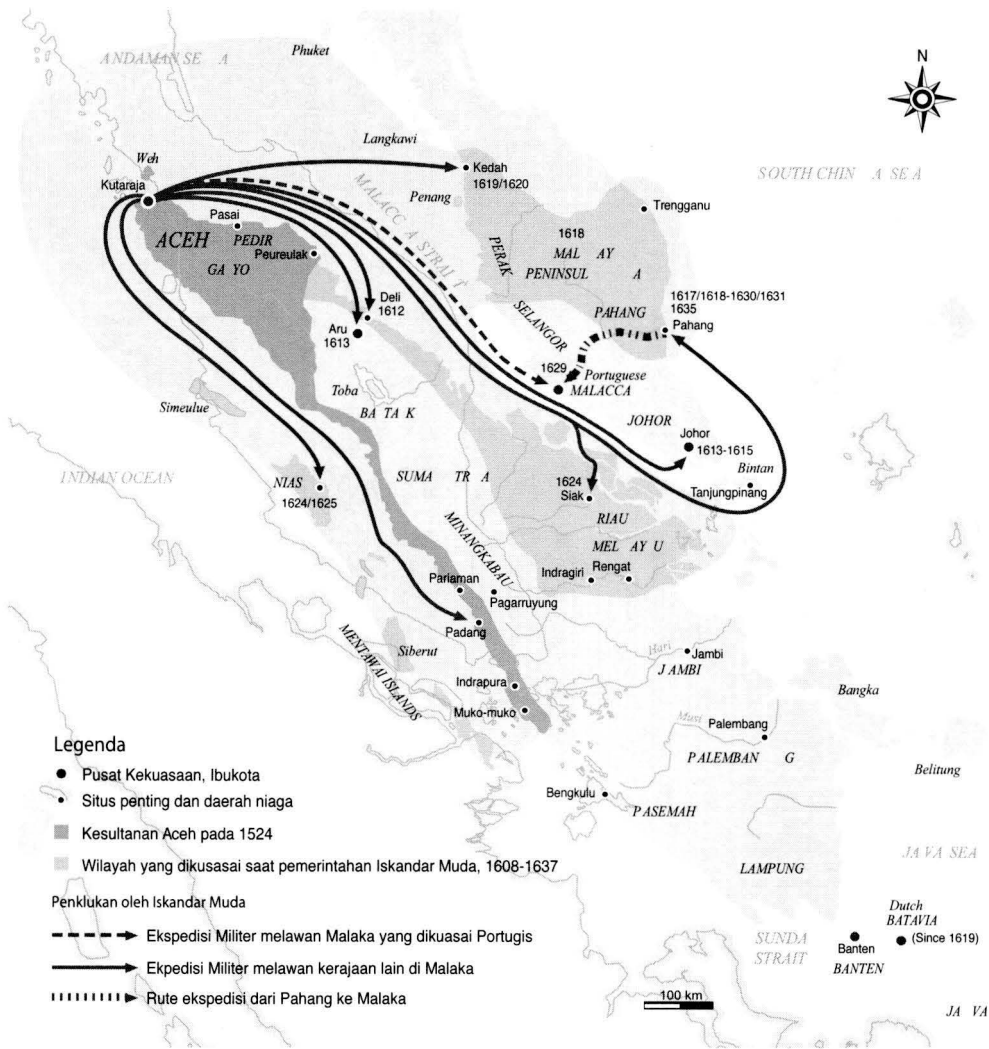 Phuket
ANDAMAN SE A
N
Langkawi
Weh
Kedah
1619/1620
SOUTH CHIN A SE A
Kutaraja
MALACC A STRAI T
Penang
Trengganu
Pasai
ACEH
PEDIR
GA YO
Peureulak
PERAK
1618
MAL AY
PENINSUL A
Deli
1612
SELANGOR
PAHANG
1617/1618-1630/1631
1635
Pahang
Aru
1613
1629
Portuguese
MALACCA
Toba
BA TA K
Simeulue
JOHOR
Johor
1613-1615
Bintan
Tanjungpinang
INDIAN OCEAN
NIAS
1624/1625
SUMA TR A
1624
Siak
RIAU
MEL AY U
MINANGKABAU
Indragiri
Rengat
Pariaman
Pagarruyung
Padang
MENTAWAI ISLANDS
Siberut
Hari
Jambi
J AMBI
Indrapura
Muko-muko
Bangka
Musi
Palembang
PALEMBAN G
Belitung
Bengkulu
P ASEMAH
LAMPUNG
JA VA SEA
Dutch
BATAVIA
(Since 1619)
SUNDA
STRAIT
Banten
BANTEN
100 km
JA VA
Legenda
Pusat Kekuasaan, Ibukota
Situs penting dan daerah niaga
Kesultanan Aceh pada 1524
Wilayah yang dikusasai saat pemerintahan Iskandar Muda, 1608-1637
Penklukan oleh Iskandar Muda
Ekspedisi Militer melawan Malaka yang dikuasai Portugis
Ekpedisi Militer melawan kerajaan lain di Malaka
Rute ekspedisi dari Pahang ke Malaka